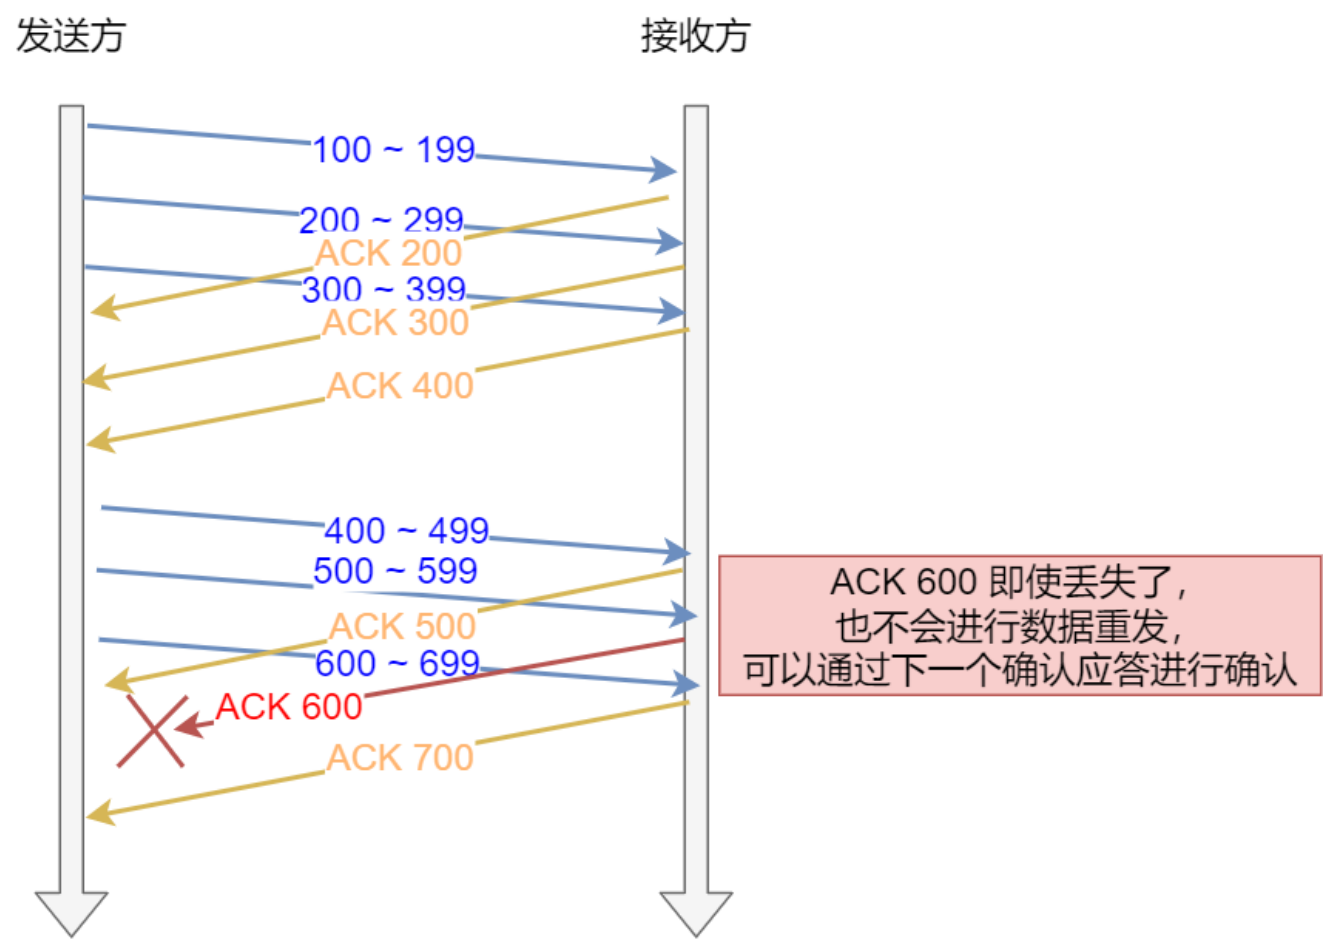 发送方
接收方
100 ~ 199
200 ~ 299
ACK 200
300 ~ 399
ACK 300
ACK 400
400 ~ 499
500 ~ 599
ACK 500
600 ~ 699
ACK 600
ACK 700
ACK 600 即使丢失了，
也不会进行数据重发，
可以通过下一个确认应答进行确认